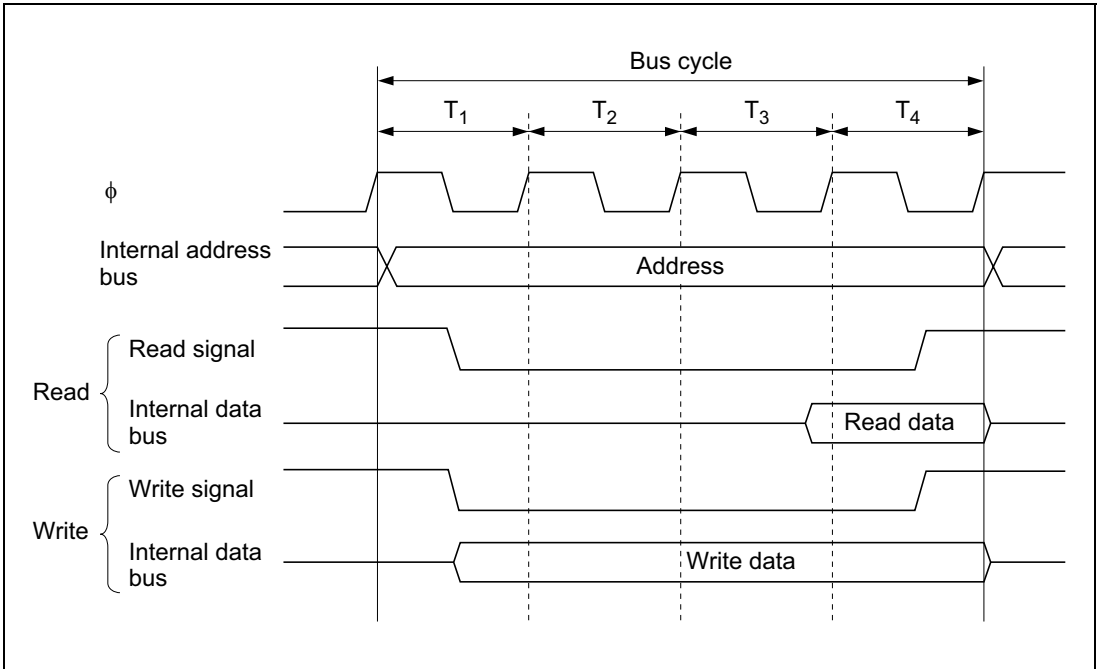 Bus cycle
T₁ T₂ T₃ T₄
ϕ
Internal address
bus
Address
Read
Read signal
Internal data
bus
Read data
Write
Write signal
Internal data
bus
Write data